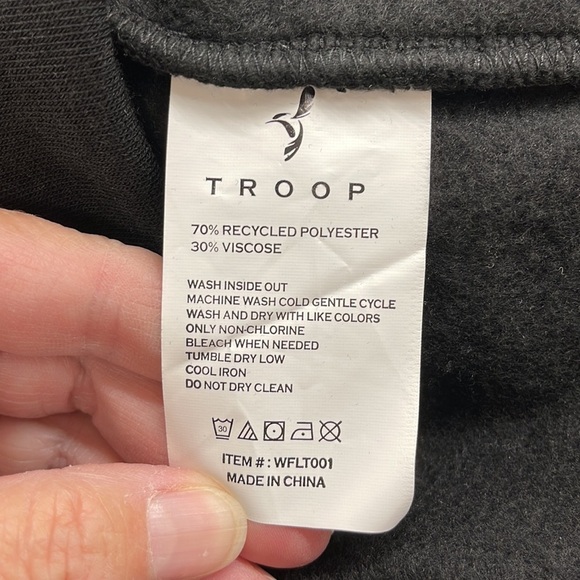 TROOP
70% RECYCLED POLYESTER
30% VISCOSE
WASH INSIDE OUT
MACHINE WASH COLD GENTLE CYCLE
WASH AND DRY WITH LIKE COLORS
ONLY NON-CHLORINE
BLEACH WHEN NEEDED
TUMBLE DRY LOW
COOL IRON
DO NOT DRY CLEAN
30
ITEM # : WFLT001
MADE IN CHINA